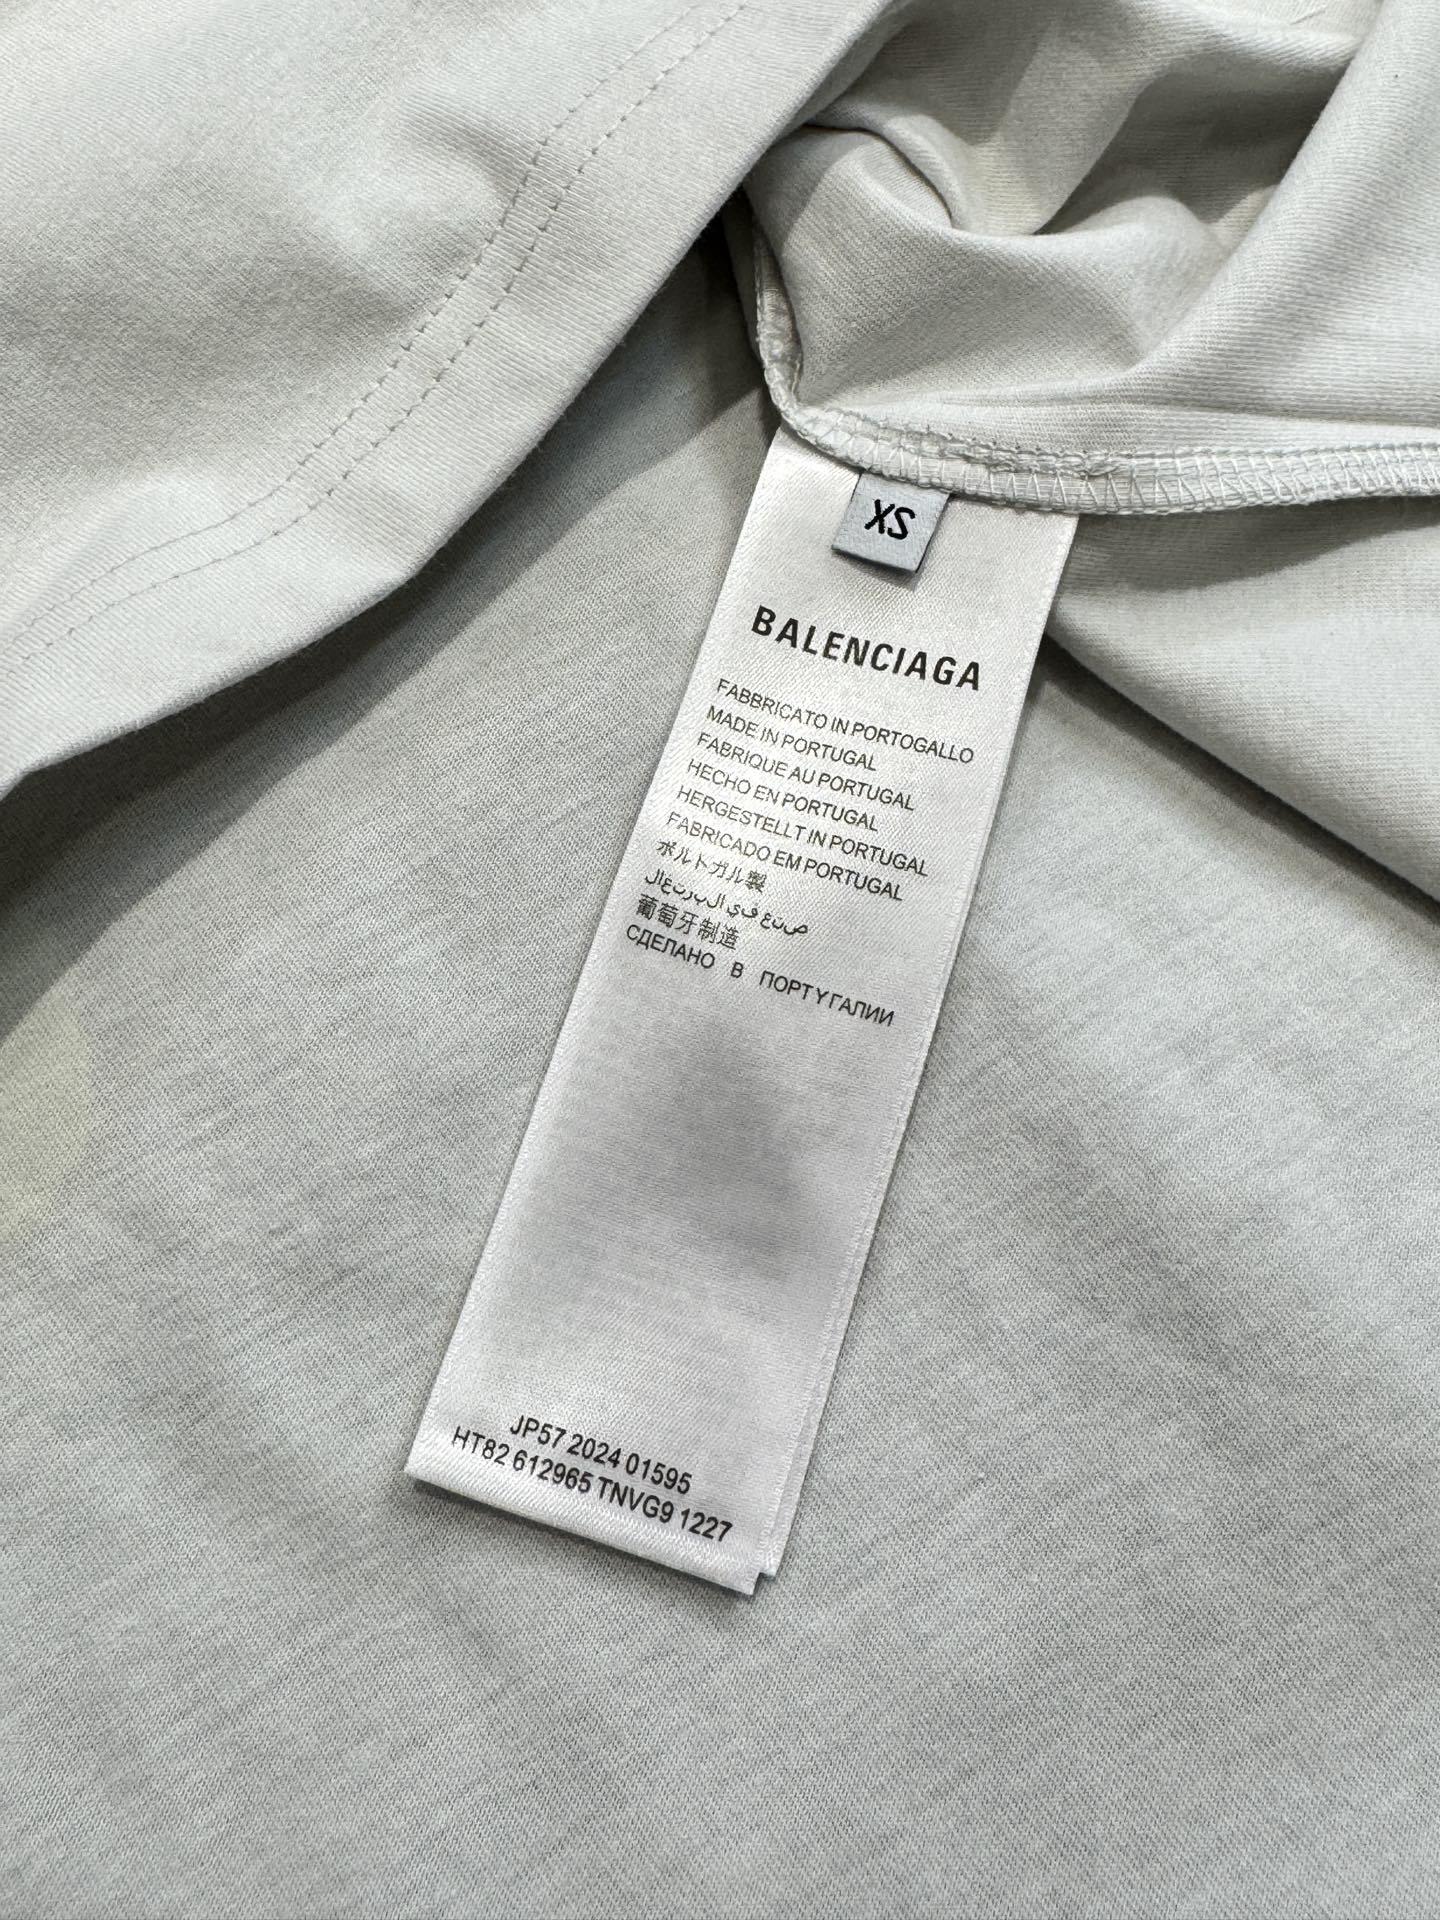 XS
BALENCIAGA
FABBRICATO IN PORTOGALLO
MADE IN PORTUGAL
FABRIQUE AU PORTUGAL
HECHO EN PORTUGAL
HERGESTELLT IN PORTUGAL
FABRICADO EM PORTUGAL
ポルトガル製
صنع في البرتغال
葡萄牙制造
СДЕЛАНО В ПОРТУГАЛИИ
JP57 2024 01595
HT82 612965 TNVG9 1227